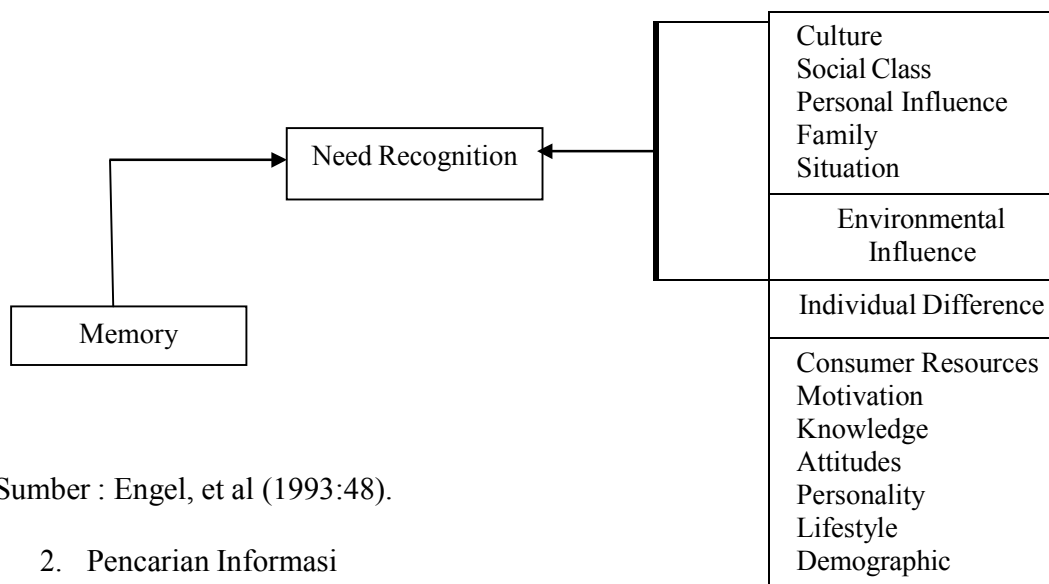 Culture
Social Class
Personal Influence
Family
Situation
Need Recognition
Environmental
Influence
Individual Difference
Memory
Consumer Resources
Motivation
Knowledge
Attitudes
Personality
Lifestyle
Demographic
Sumber : Engel, et al (1993:48).
2. Pencarian Informasi